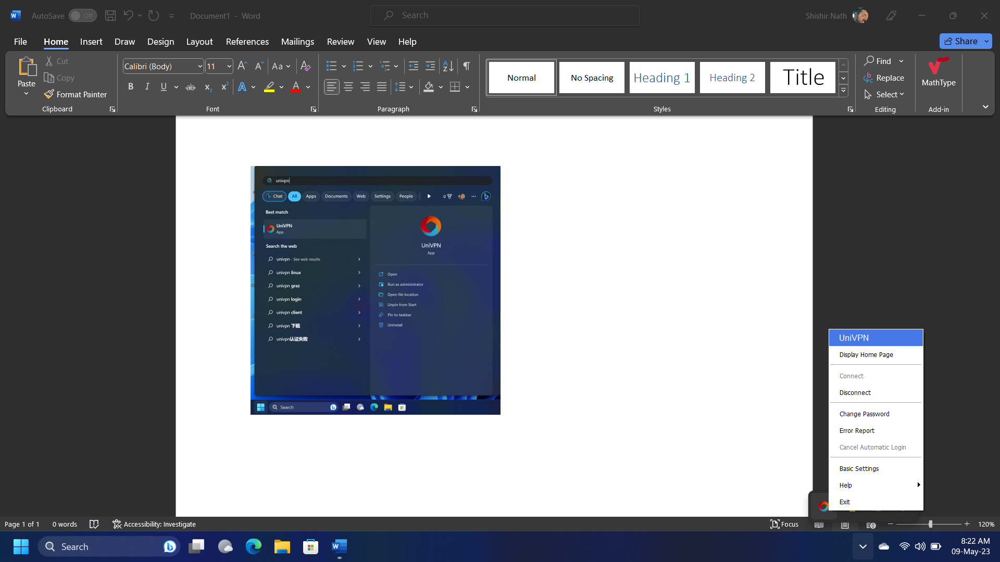 AutoSave Off Document1 - Word Search Shishir Nath
File Home Insert Draw Design Layout References Mailings Review View Help Share
Paste Cut Copy Format Painter
Clipboard
Calibri (Body) 11 Aa
B I U ab x2 x2 A A
Font
Paragraph
Normal No Spacing Heading 1 Heading 2 Title
Styles
Find
Replace
Select
Editing
MathType
Add-in
univpn
Chat All Apps Documents Web Settings People 0
Best match
UniVPN
App
Search the web
univpn - See web results
univpn linux
univpn graz
univpn login
univpn client
univpn 下载
univpn认证失败
UniVPN
App
Open
Run as administrator
Open file location
Unpin from Start
Pin to taskbar
Uninstall
Search
UniVPN
Display Home Page
Connect
Disconnect
Change Password
Error Report
Cancel Automatic Login
Basic Settings
Help
Exit
Page 1 of 1 0 words Accessibility: Investigate Focus 120%
Search
8:22 AM
09-May-23